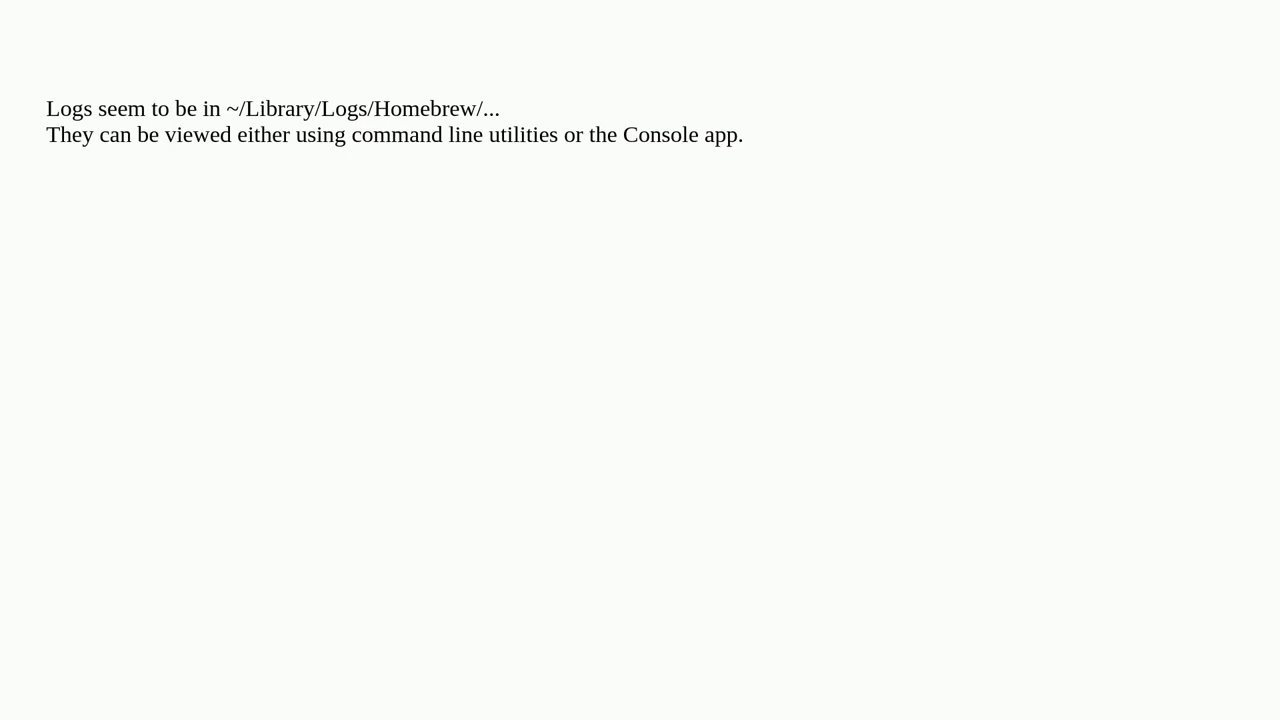 Logs seem to be in ~/Library/Logs/Homebrew/...
They can be viewed either using command line utilities or the Console app.